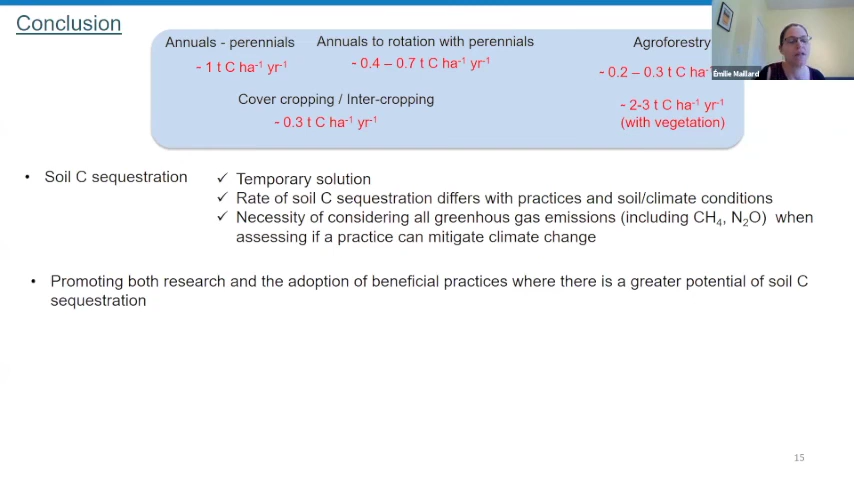 Conclusion
Annuals - perennials
Annuals to rotation with perennials
Agroforestry
- 1 t C ha-1 yr-1
- 0.4 – 0.7 t C ha-1 yr-1
- 0.2 – 0.3 t C ha-
Émilie Maillard
Cover cropping / Inter-cropping
- 0.3 t C ha-1 yr-1
- 2-3 t C ha-1 yr-1
(with vegetation)
• Soil C sequestration
✓ Temporary solution
✓ Rate of soil C sequestration differs with practices and soil/climate conditions
✓ Necessity of considering all greenhous gas emissions (including CH4, N2O) when
assessing if a practice can mitigate climate change
• Promoting both research and the adoption of beneficial practices where there is a greater potential of soil C
sequestration
15